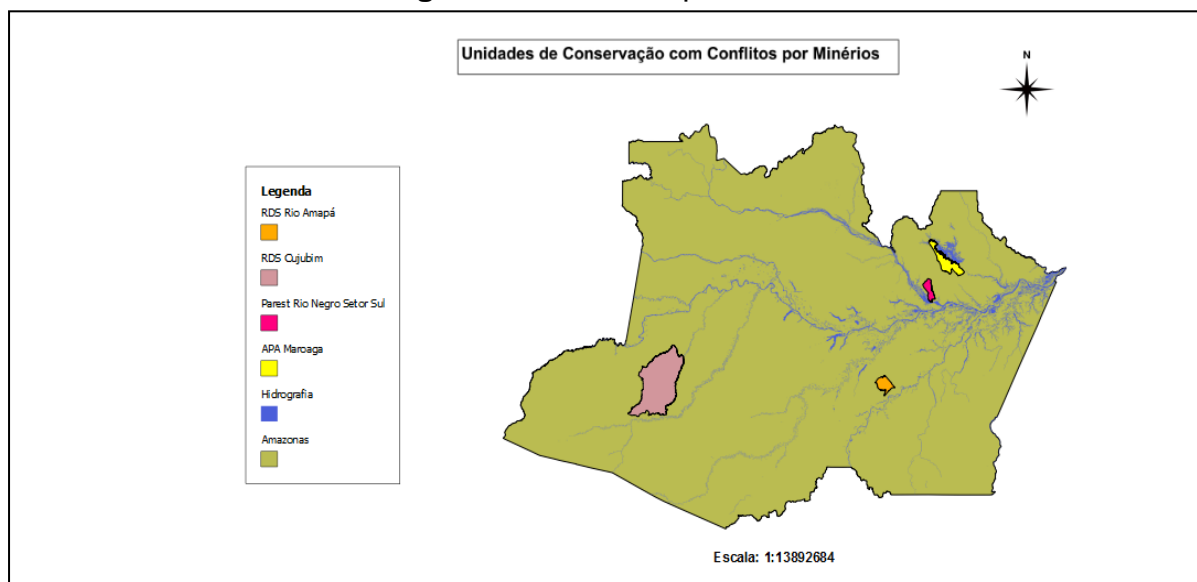 Unidades de Conservação com Conflitos por Minérios
N
Legenda
RDS Rio Amapá
RDS Cujubim
Parest Rio Negro Setor Sul
APA Maroaga
Hidrografia
Amazonas
Escala: 1:13892684